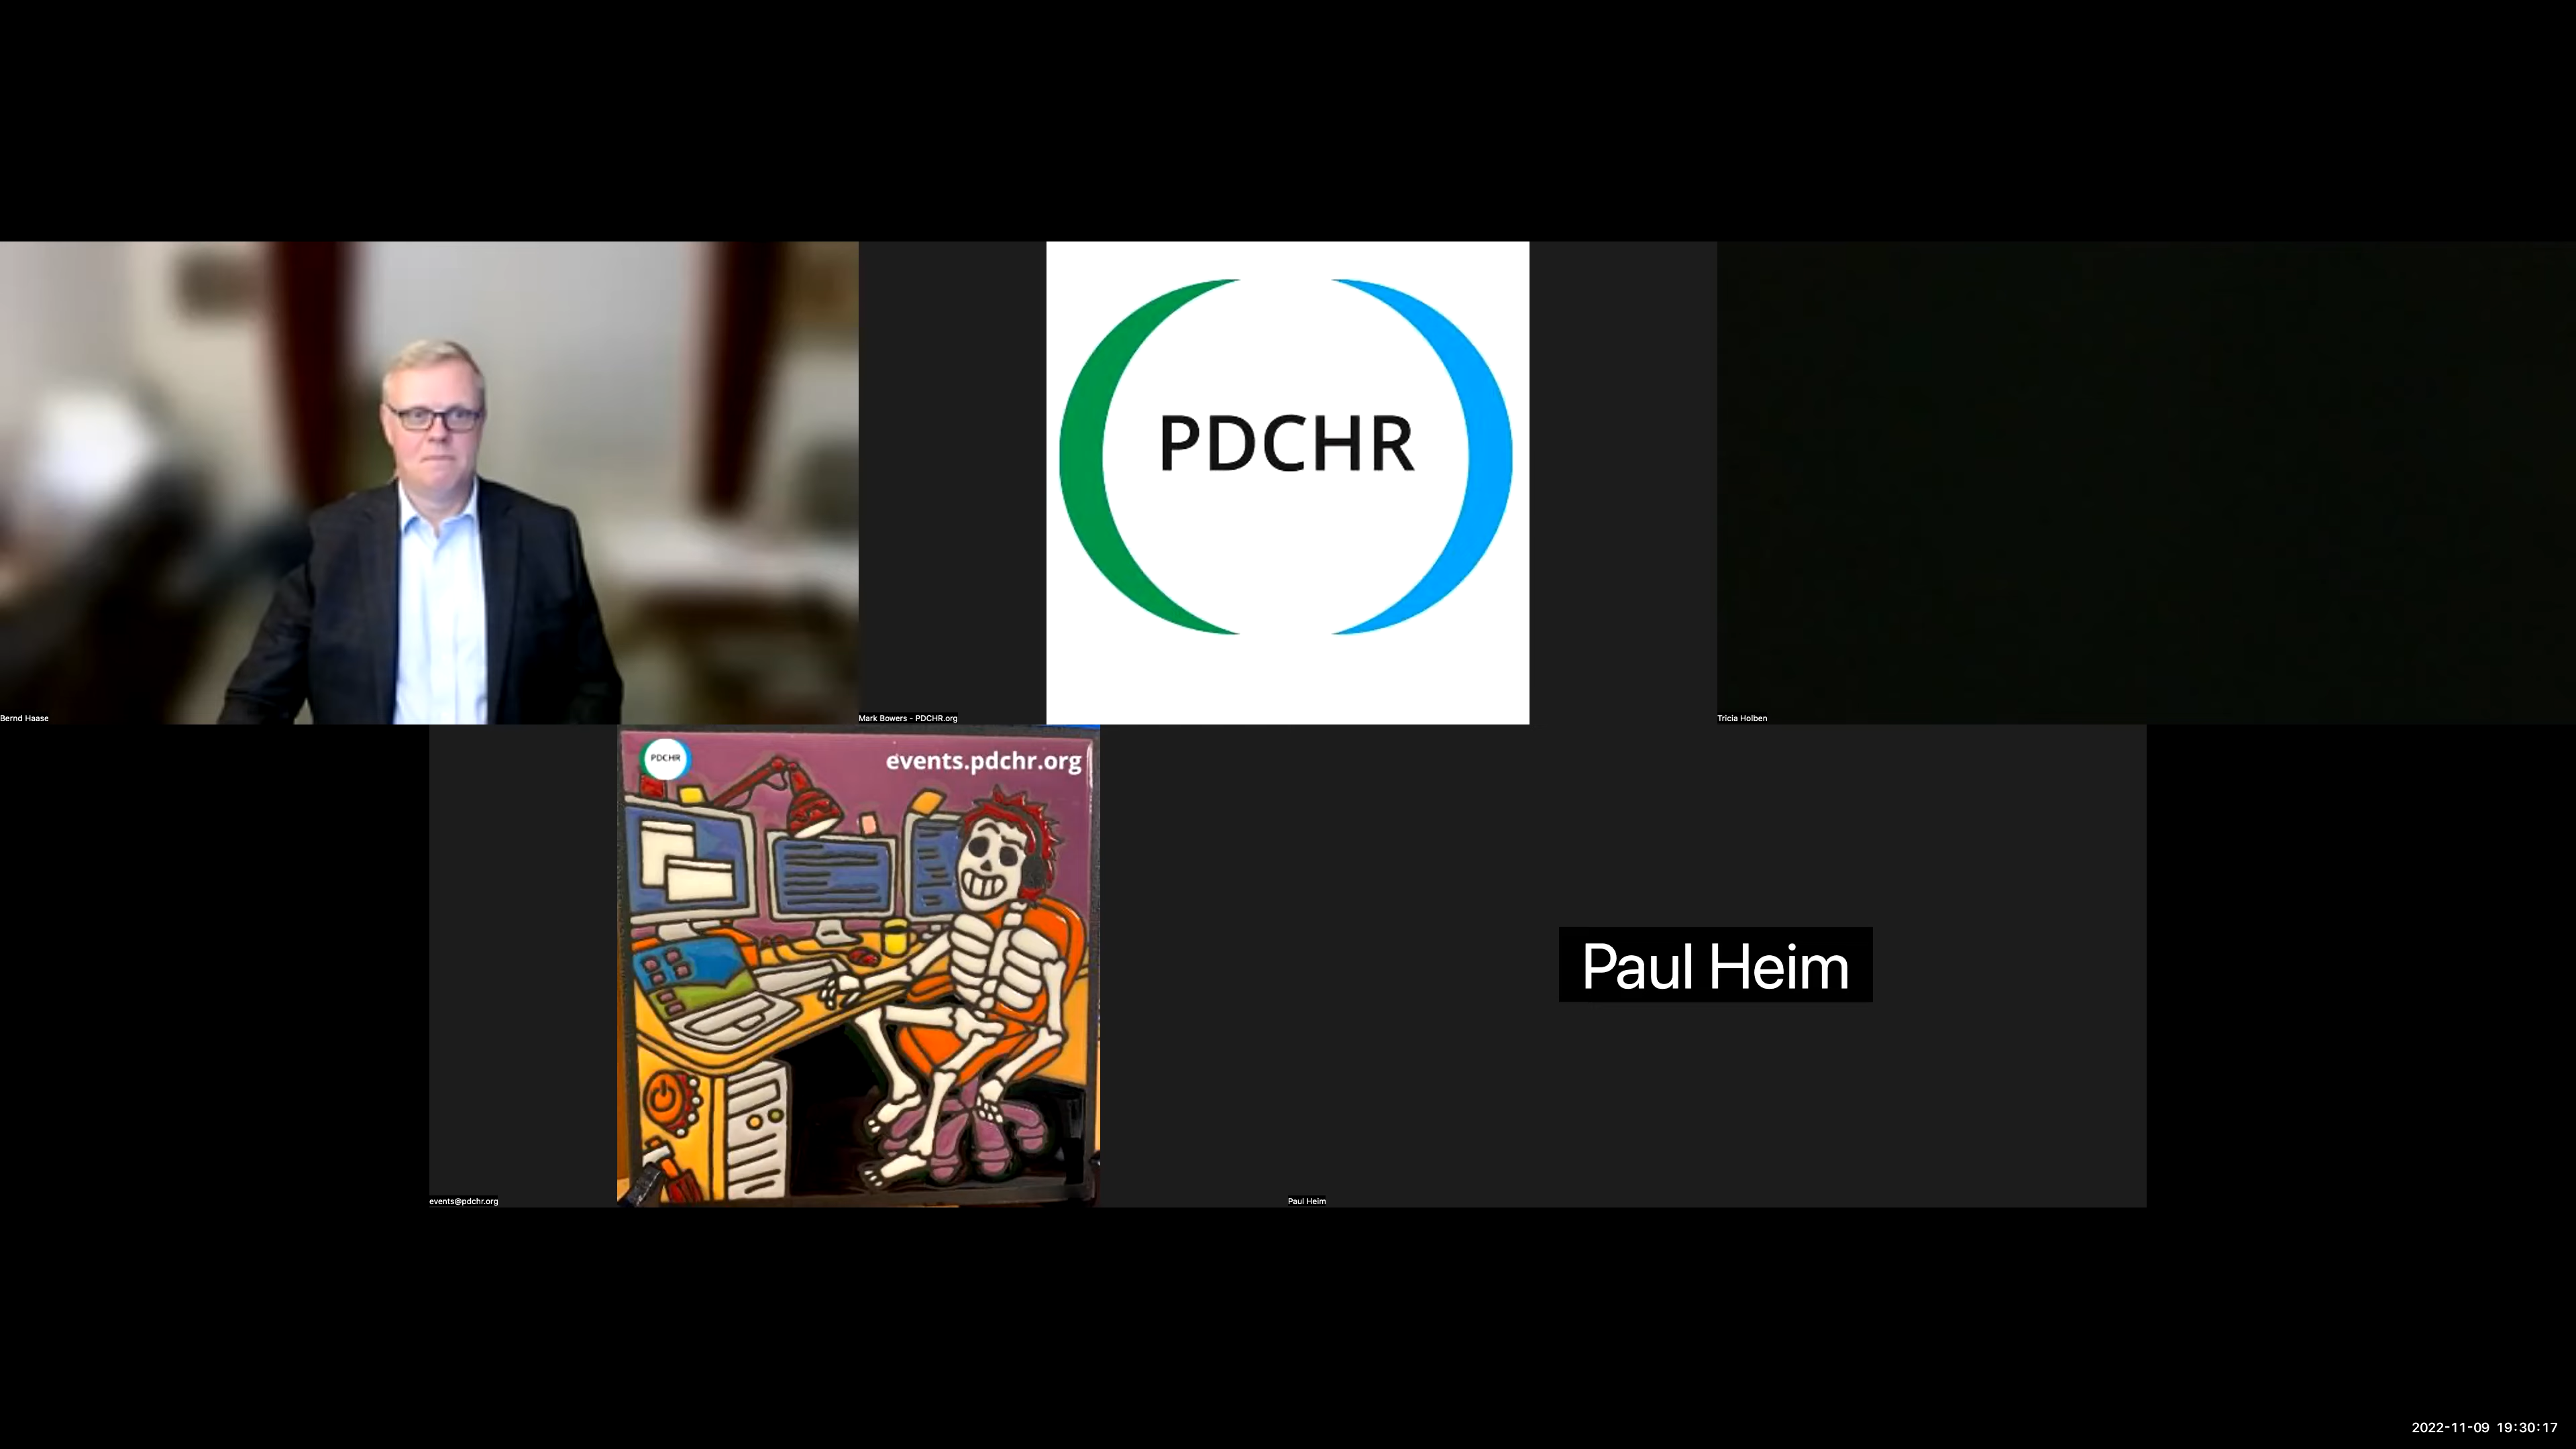 PDCHR
Bernd Haase
Mark Bowers - PDCHR.org
Tricia Holben
PDCHR
events.pdchr.org
Paul Heim
events@pdchr.org
Paul Heim
2022-11-09 19:30:17